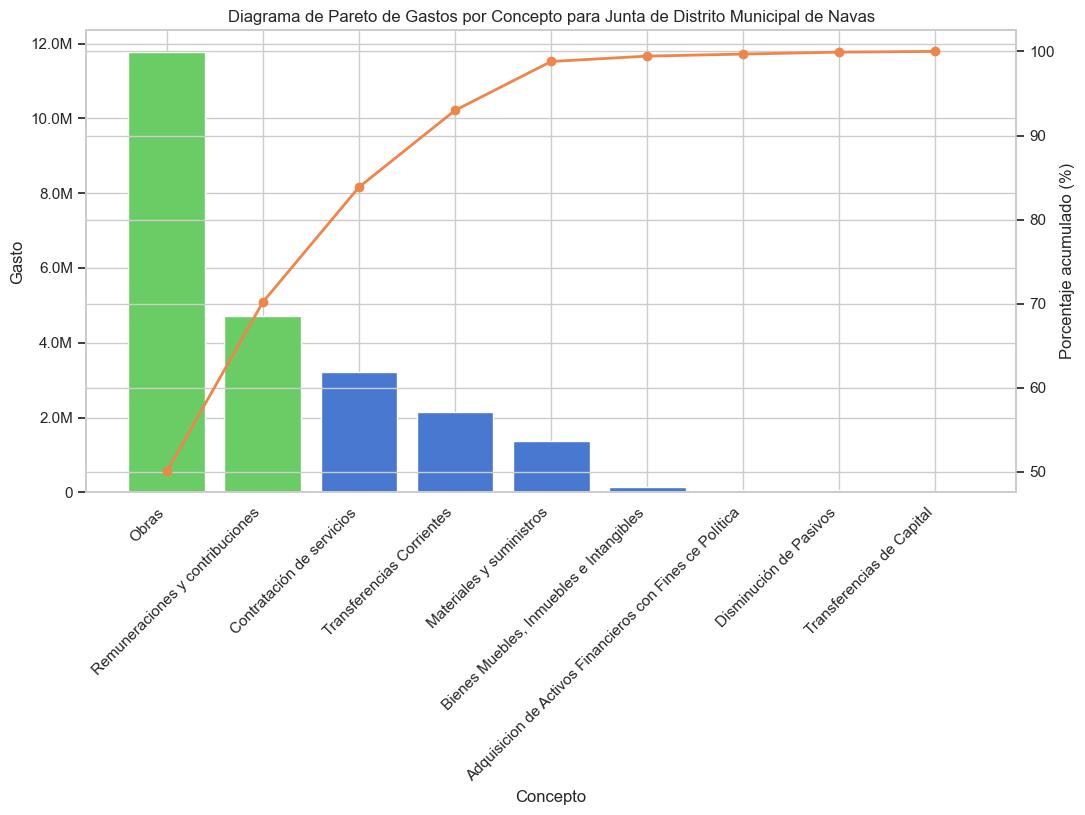 Diagrama de Pareto de Gastos por Concepto para Junta de Distrito Municipal de Navas
Gasto
12.0M
10.0M
8.0M
6.0M
4.0M
2.0M
0
100
90
80
70
60
50
Porcentaje acumulado (%)
Obras
Remuneraciones y contribuciones
Contratación de servicios
Transferencias Corrientes
Materiales y suministros
Bienes Muebles, Inmuebles e Intangibles
Adquisicion de Activos Financieros con Fines ce Política
Disminución de Pasivos
Transferencias de Capital
Concepto